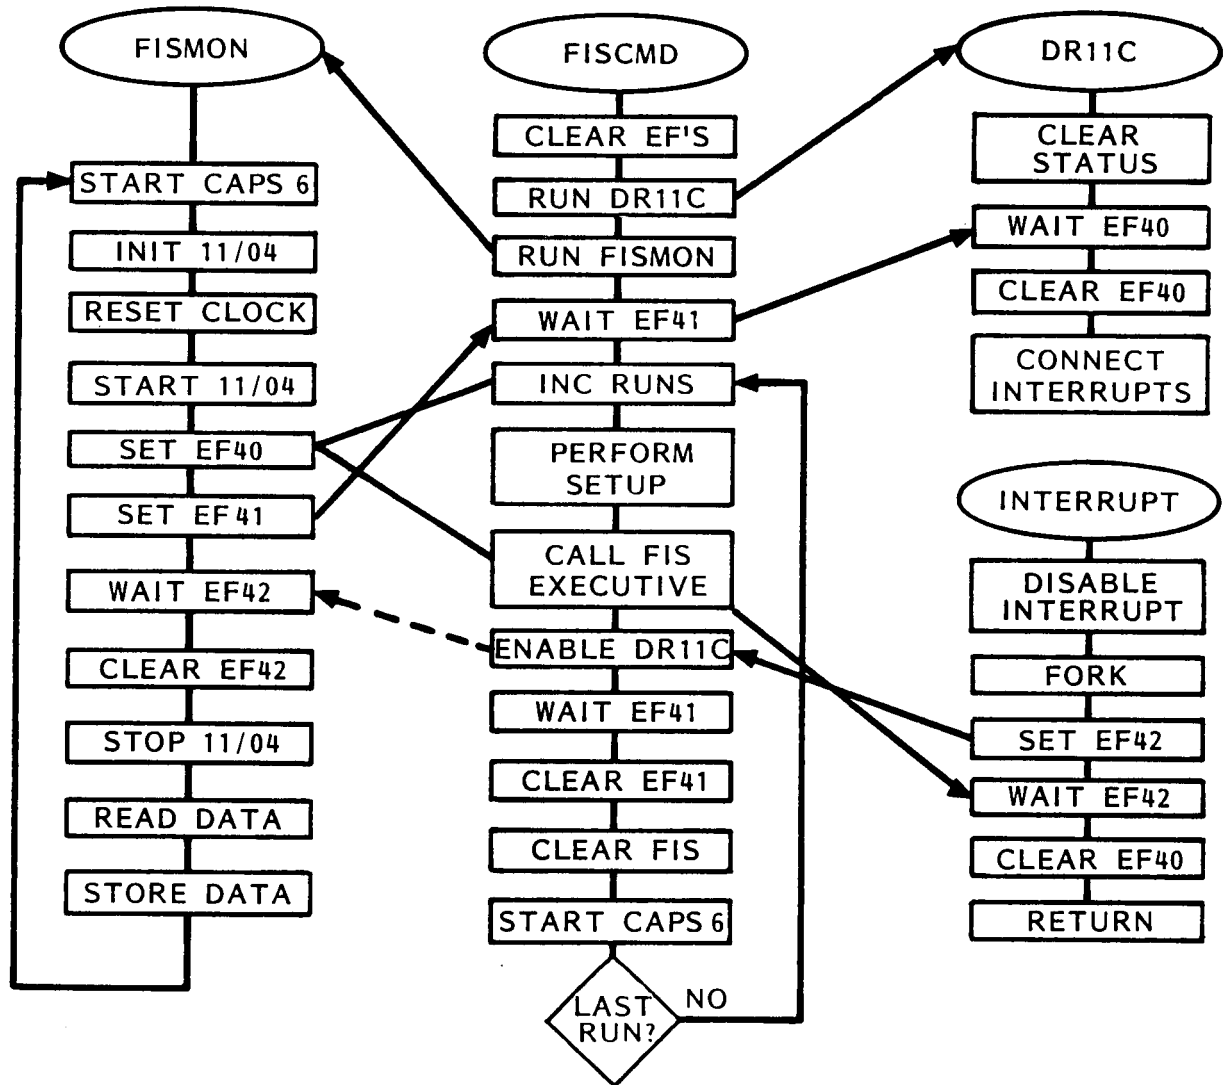 FISMON
START CAPS 6
INIT 11/04
RESET CLOCK
START 11/04
SET EF40
SET EF41
WAIT EF42
CLEAR EF42
STOP 11/04
READ DATA
STORE DATA
FISCMD
CLEAR EF'S
RUN DR11C
RUN FISMON
WAIT EF41
INC RUNS
PERFORM
SETUP
CALL FIS
EXECUTIVE
ENABLE DR11C
WAIT EF41
CLEAR EF41
CLEAR FIS
START CAPS 6
LAST
RUN?
NO
DR11C
CLEAR
STATUS
WAIT EF40
CLEAR EF40
CONNECT
INTERRUPTS
INTERRUPT
DISABLE
INTERRUPT
FORK
SET EF42
WAIT EF42
CLEAR EF40
RETURN